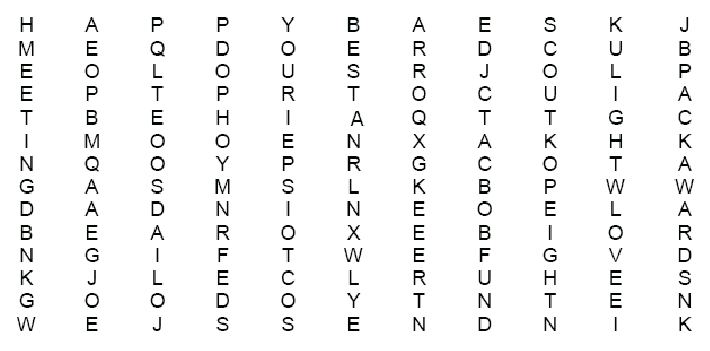 H A P P Y B A E S K J
M E Q D O E R D C U B
E O L O U S R J O L P
E P T P R T O C U I A
T B E H I A Q T T G C
I M O O E N X A K H K
N Q O Y P R G C O T A
G A S M S L K B P W W
D A D N I N E O E L A
B E A R O X E B I O R
N G I F T W E F G V D
K J L E C L R U H E S
G O O D O Y T N T E N
W E J S S E N D N I K